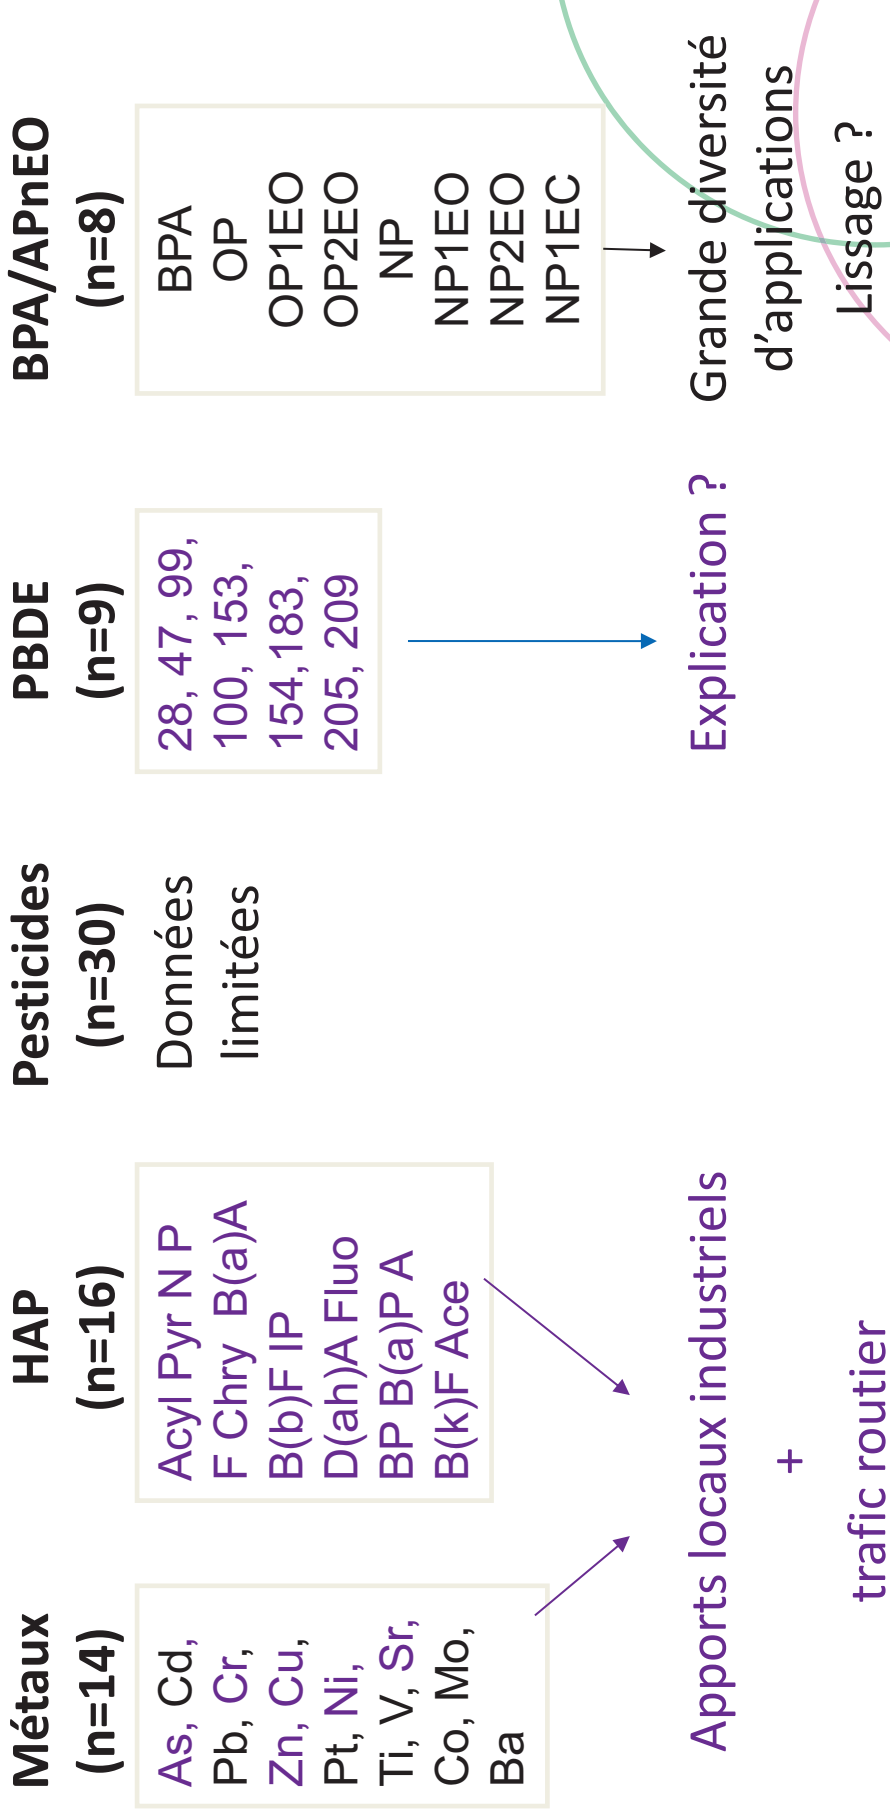 Métaux
(n=14)
As, Cd,
Pb, Cr,
Zn, Cu,
Pt, Ni,
Ti, V, Sr,
Co, Mo,
Ba
HAP
(n=16)
Acyl Pyr N P
F Chry B(a)A
B(b)F IP
D(ah)A Fluo
BP B(a)P A
B(k)F Ace
Apports locaux industriels
+
trafic routier
Pesticides
(n=30)
Données
limitées
PBDE
(n=9)
28, 47, 99,
100, 153,
154,183,
205, 209
Explication ?
BPA/APnEO
(n=8)
BPA
OP
OP1EO
OP2EO
NP
NP1EO
NP2EO
NP1EC
Grande diversité
d’applications
Lissage ?